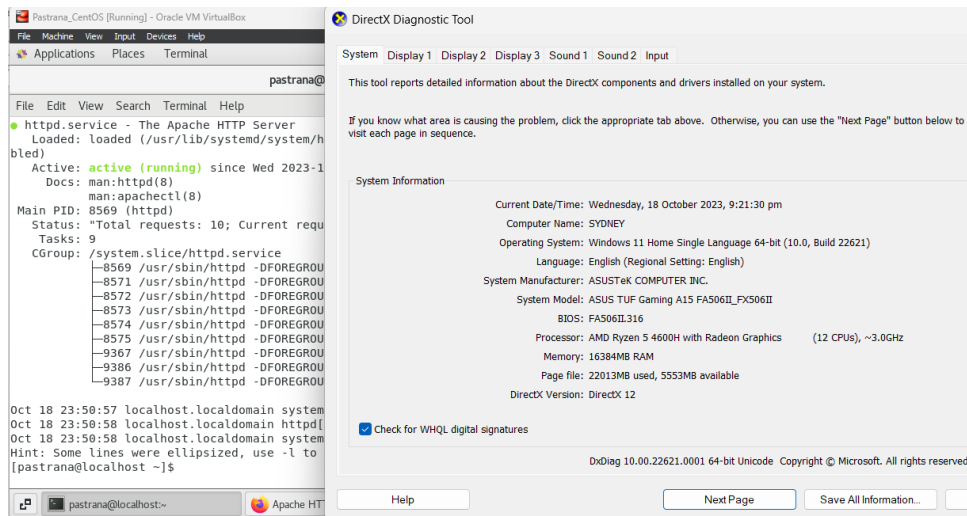 Pastrana_CentOS [Running] - Oracle VM VirtualBox
File Machine View Input Devices Help
Applications Places Terminal
pastrana@
File Edit View Search Terminal Help
● httpd.service - The Apache HTTP Server
Loaded: loaded (/usr/lib/systemd/system/h
bled)
Active: active (running) since Wed 2023-1
Docs: man:httpd(8)
man:apachectl(8)
Main PID: 8569 (httpd)
Status: "Total requests: 10; Current requ
Tasks: 9
CGroup: /system.slice/httpd.service
├─8569 /usr/sbin/httpd -DFOREGROU
├─8571 /usr/sbin/httpd -DFOREGROU
├─8572 /usr/sbin/httpd -DFOREGROU
├─8573 /usr/sbin/httpd -DFOREGROU
├─8574 /usr/sbin/httpd -DFOREGROU
├─8575 /usr/sbin/httpd -DFOREGROU
├─9367 /usr/sbin/httpd -DFOREGROU
├─9386 /usr/sbin/httpd -DFOREGROU
└─9387 /usr/sbin/httpd -DFOREGROU
Oct 18 23:50:57 localhost.localdomain system
Oct 18 23:50:58 localhost.localdomain httpd[
Oct 18 23:50:58 localhost.localdomain system
Hint: Some lines were ellipsized, use -l to
[pastrana@localhost ~]$
pastrana@localhost:~
Apache HT
DirectX Diagnostic Tool
System Display 1 Display 2 Display 3 Sound 1 Sound 2 Input
This tool reports detailed information about the DirectX components and drivers installed on your system.
If you know what area is causing the problem, click the appropriate tab above. Otherwise, you can use the "Next Page" button below to
visit each page in sequence.
System Information
Current Date/Time: Wednesday, 18 October 2023, 9:21:30 pm
Computer Name: SYDNEY
Operating System: Windows 11 Home Single Language 64-bit (10.0, Build 22621)
Language: English (Regional Setting: English)
System Manufacturer: ASUSTeK COMPUTER INC.
System Model: ASUS TUF Gaming A15 FA506II_FX506II
BIOS: FA506II.316
Processor: AMD Ryzen 5 4600H with Radeon Graphics (12 CPUs), ~3.0GHz
Memory: 16384MB RAM
Page file: 22013MB used, 5553MB available
DirectX Version: DirectX 12
Check for WHQL digital signatures
DxDiag 10.00.22621.0001 64-bit Unicode Copyright © Microsoft. All rights reserved
Help
Next Page
Save All Information...